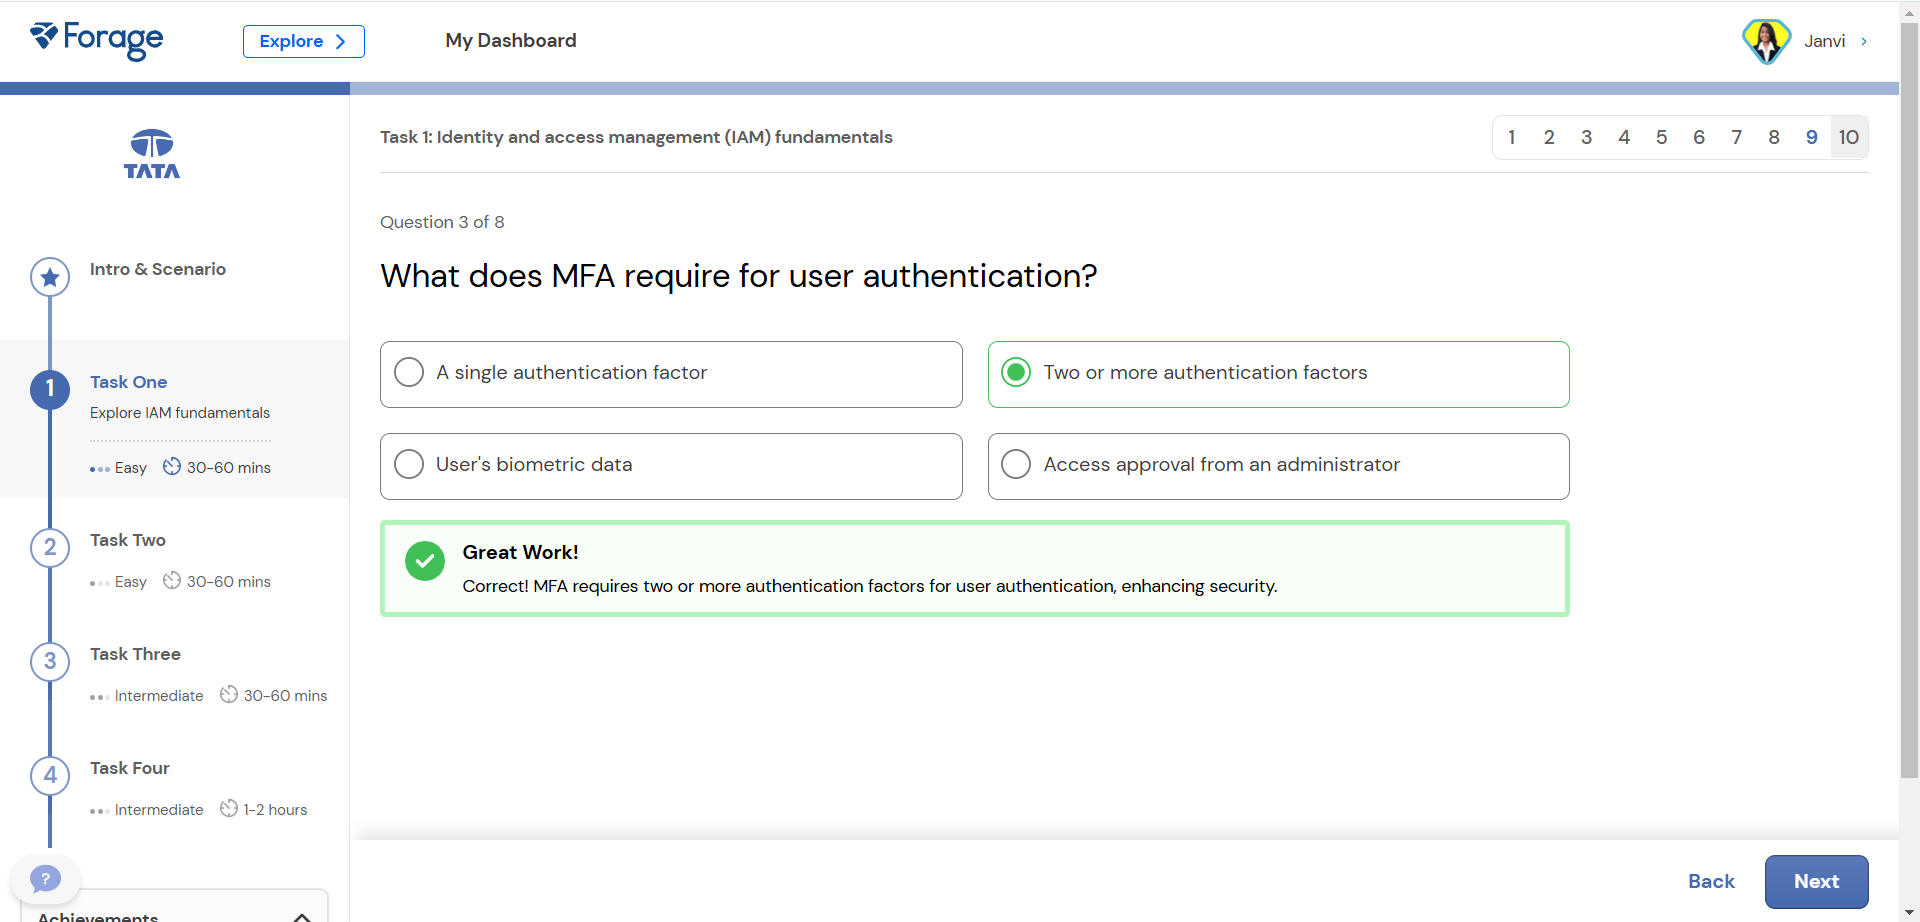 Forage
Explore
My Dashboard
Janvi
TATA
Task 1: Identity and access management (IAM) fundamentals
1 2 3 4 5 6 7 8 9 10
Question 3 of 8
What does MFA require for user authentication?
A single authentication factor
Two or more authentication factors
User's biometric data
Access approval from an administrator
Great Work!
Correct! MFA requires two or more authentication factors for user authentication, enhancing security.
Intro & Scenario
1
Task One
Explore IAM fundamentals
Easy 30-60 mins
2
Task Two
Easy 30-60 mins
3
Task Three
Intermediate 30-60 mins
4
Task Four
Intermediate 1-2 hours
?
Achievements
Back
Next